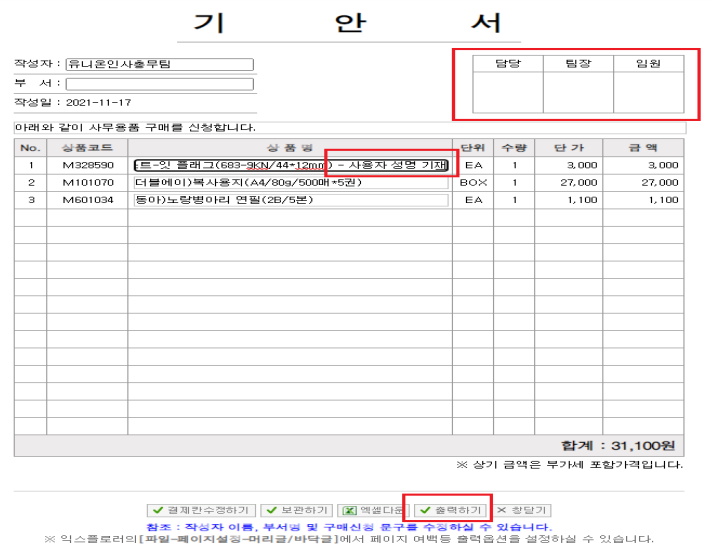 기 안 서
작성자 : 유니온인사총무팀
부 서 :
작성일 : 2021-11-17
담당 팀장 임원
아래와 같이 사무용품 구매를 신청합니다.
No. 상품코드 상 품 명 단위 수량 단 가 금 액
1 M328590 트-잇 플래그(683-9KN/44*12mm) - 사용자 성명 기재 EA 1 3,000 3,000
2 M101070 더블에이)복사용지(A4/80g/500매*5권) BOX 1 27,000 27,000
3 M601034 동아)노랑병아리 연필(2B/5본) EA 1 1,100 1,100
합계 : 31,100원
※ 상기 금액은 부가세 포함가격입니다.
결제칸수정하기 보관하기 엑셀다운 출력하기 × 창닫기
참조 : 작성자 이름, 부서명 및 구매신청 문구를 수정하실 수 있습니다.
※ 익스플로러의[파일-페이지설정-머리글/바닥글]에서 페이지 여백등 출력옵션을 설정하실 수 있습니다.